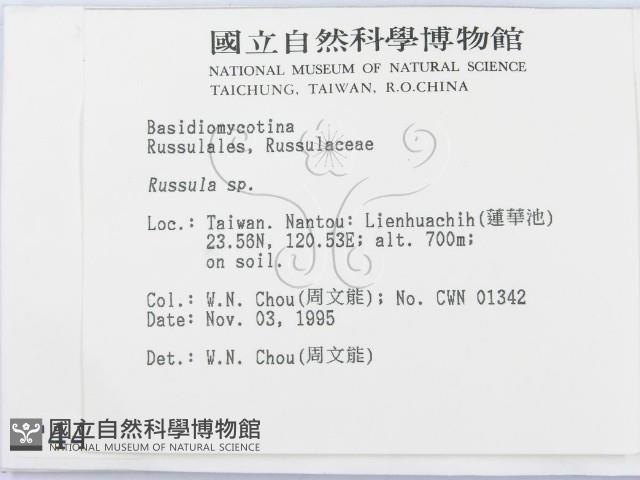 國立自然科學博物館
NATIONAL MUSEUM OF NATURAL SCIENCE
TAICHUNG, TAIWAN, R.O.CHINA
Basidiomycotina
Russulales, Russulaceae
Russula sp.
Loc.: Taiwan. Nantou: Lienhuachih(蓮華池)
23.56N, 120.53E; alt. 700m;
on soil.
Col.: W.N. Chou(周文能); No. CWN 01342
Date: Nov. 03, 1995
Det.: W.N. Chou(周文能)
44
國立自然科學博物館
NATIONAL MUSEUM OF NATURAL SCIENCE